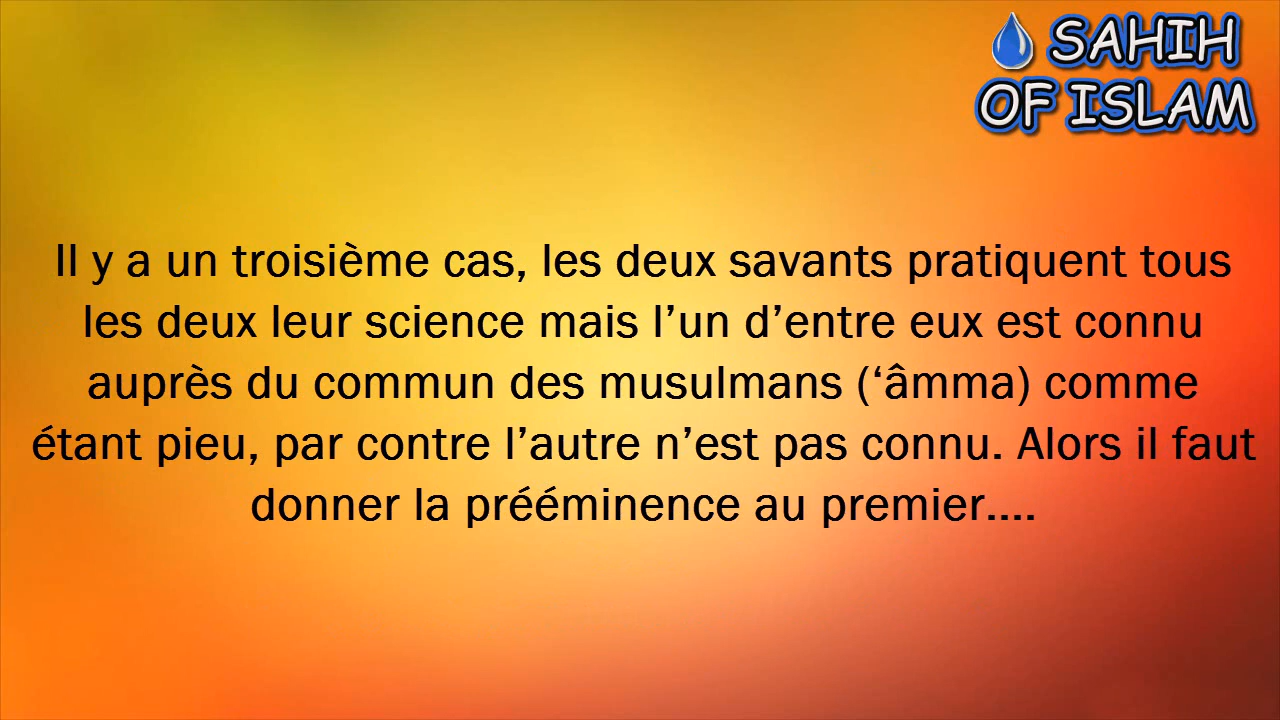 SAHIH
OF ISLAM
Il y a un troisième cas, les deux savants pratiquent tous
les deux leur science mais l’un d’entre eux est connu
auprès du commun des musulmans (‘âmma) comme
étant pieu, par contre l’autre n’est pas connu. Alors il faut
donner la prééminence au premier....